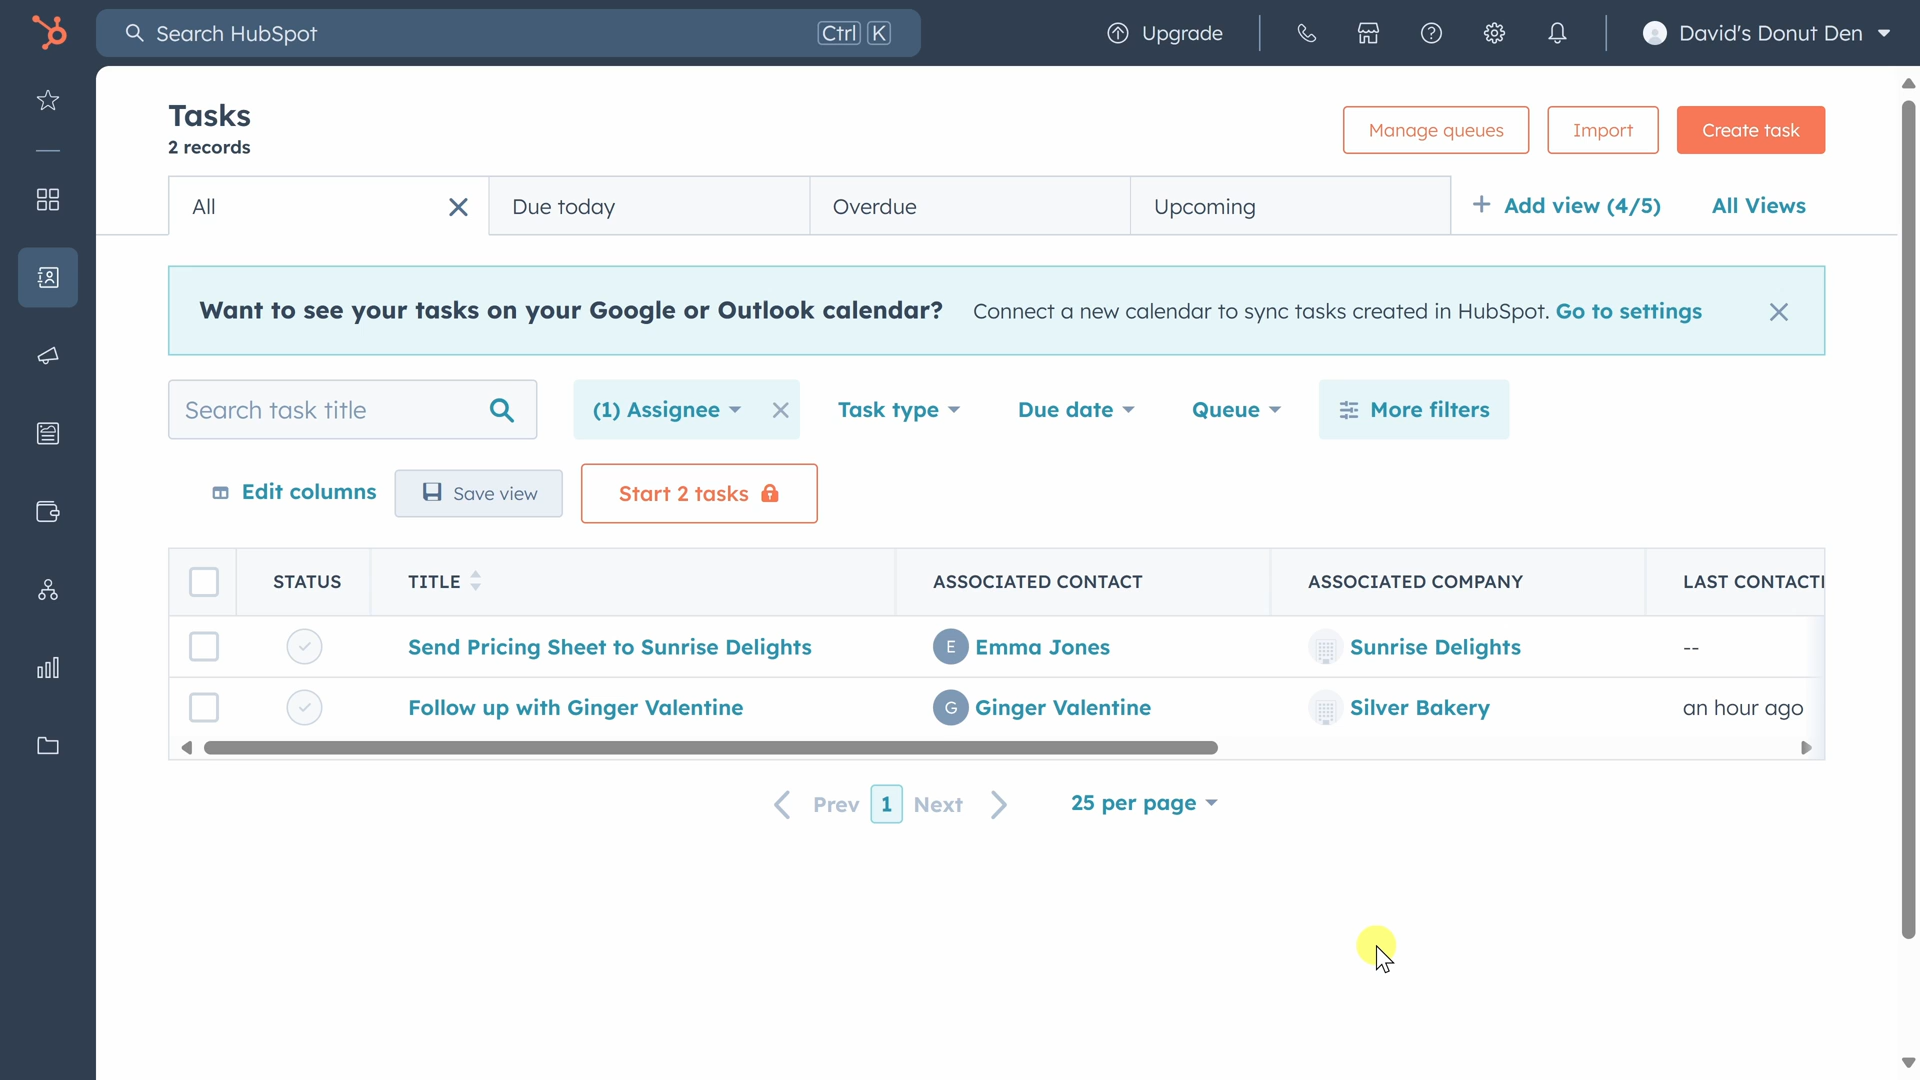 Search HubSpot Ctrl K Upgrade David's Donut Den
Tasks
2 records
Manage queues Import Create task
All Due today Overdue Upcoming + Add view (4/5) All Views
Want to see your tasks on your Google or Outlook calendar? Connect a new calendar to sync tasks created in HubSpot. Go to settings
Search task title (1) Assignee Task type Due date Queue More filters
Edit columns Save view Start 2 tasks
STATUS TITLE ASSOCIATED CONTACT ASSOCIATED COMPANY LAST CONTACT
Send Pricing Sheet to Sunrise Delights E Emma Jones Sunrise Delights --
Follow up with Ginger Valentine G Ginger Valentine Silver Bakery an hour ago
Prev 1 Next 25 per page